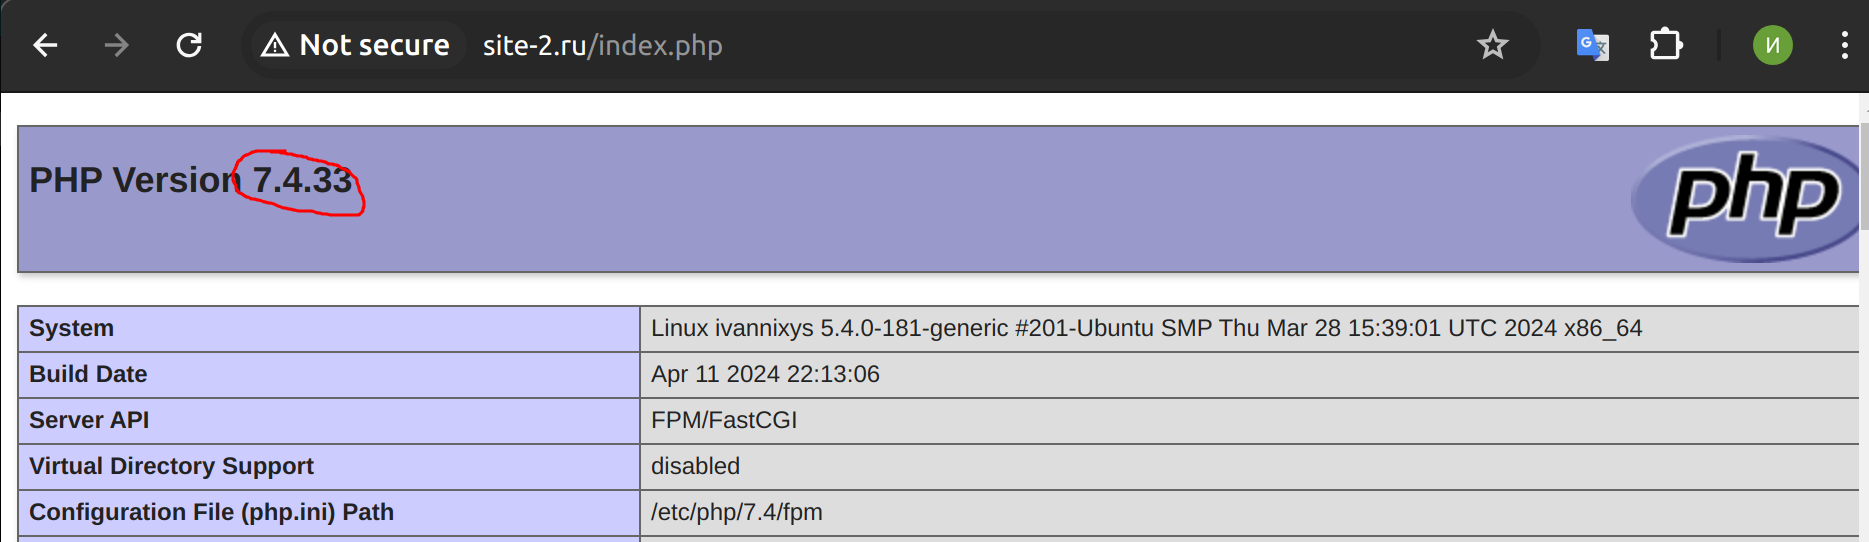 Not secure site-2.ru/index.php
И
PHP Version 7.4.33
php
System Linux ivannixys 5.4.0-181-generic #201-Ubuntu SMP Thu Mar 28 15:39:01 UTC 2024 x86_64
Build Date Apr 11 2024 22:13:06
Server API FPM/FastCGI
Virtual Directory Support disabled
Configuration File (php.ini) Path /etc/php/7.4/fpm